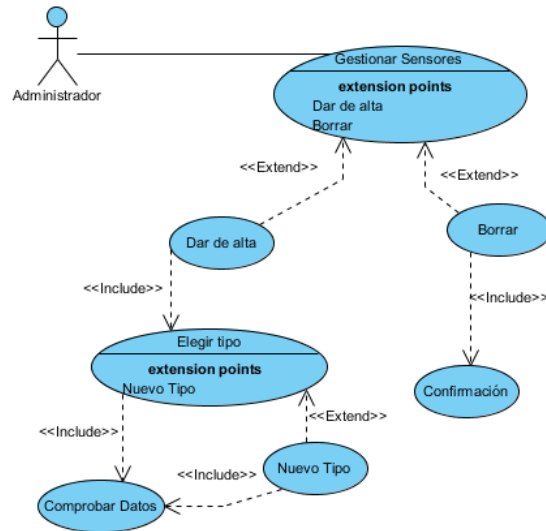 Gestionar Sensores
Administrador
extension points
Dar de alta
Borrar
<<Extend>>
<<Extend>>
Dar de alta
Borrar
<<Include>>
<<Include>>
Elegir tipo
extension points
Nuevo Tipo
Confirmación
<<Extend>>
<<Include>>
Nuevo Tipo
<<Include>>
Comprobar Datos